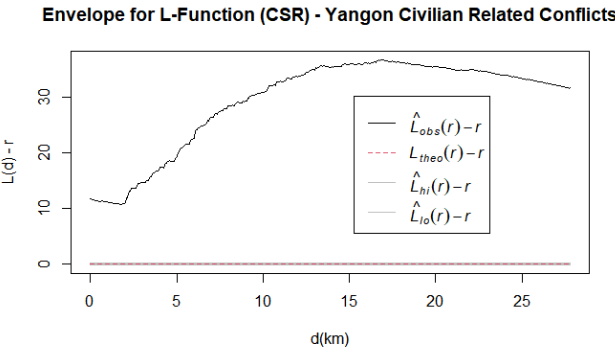 Envelope for L-Function (CSR) - Yangon Civilian Related Conflicts
L(d) - r
30
20
10
0
L̂obs(r) − r
Ltheo(r) − r
L̂hi(r) − r
L̂lo(r) − r
0 5 10 15 20 25
d(km)